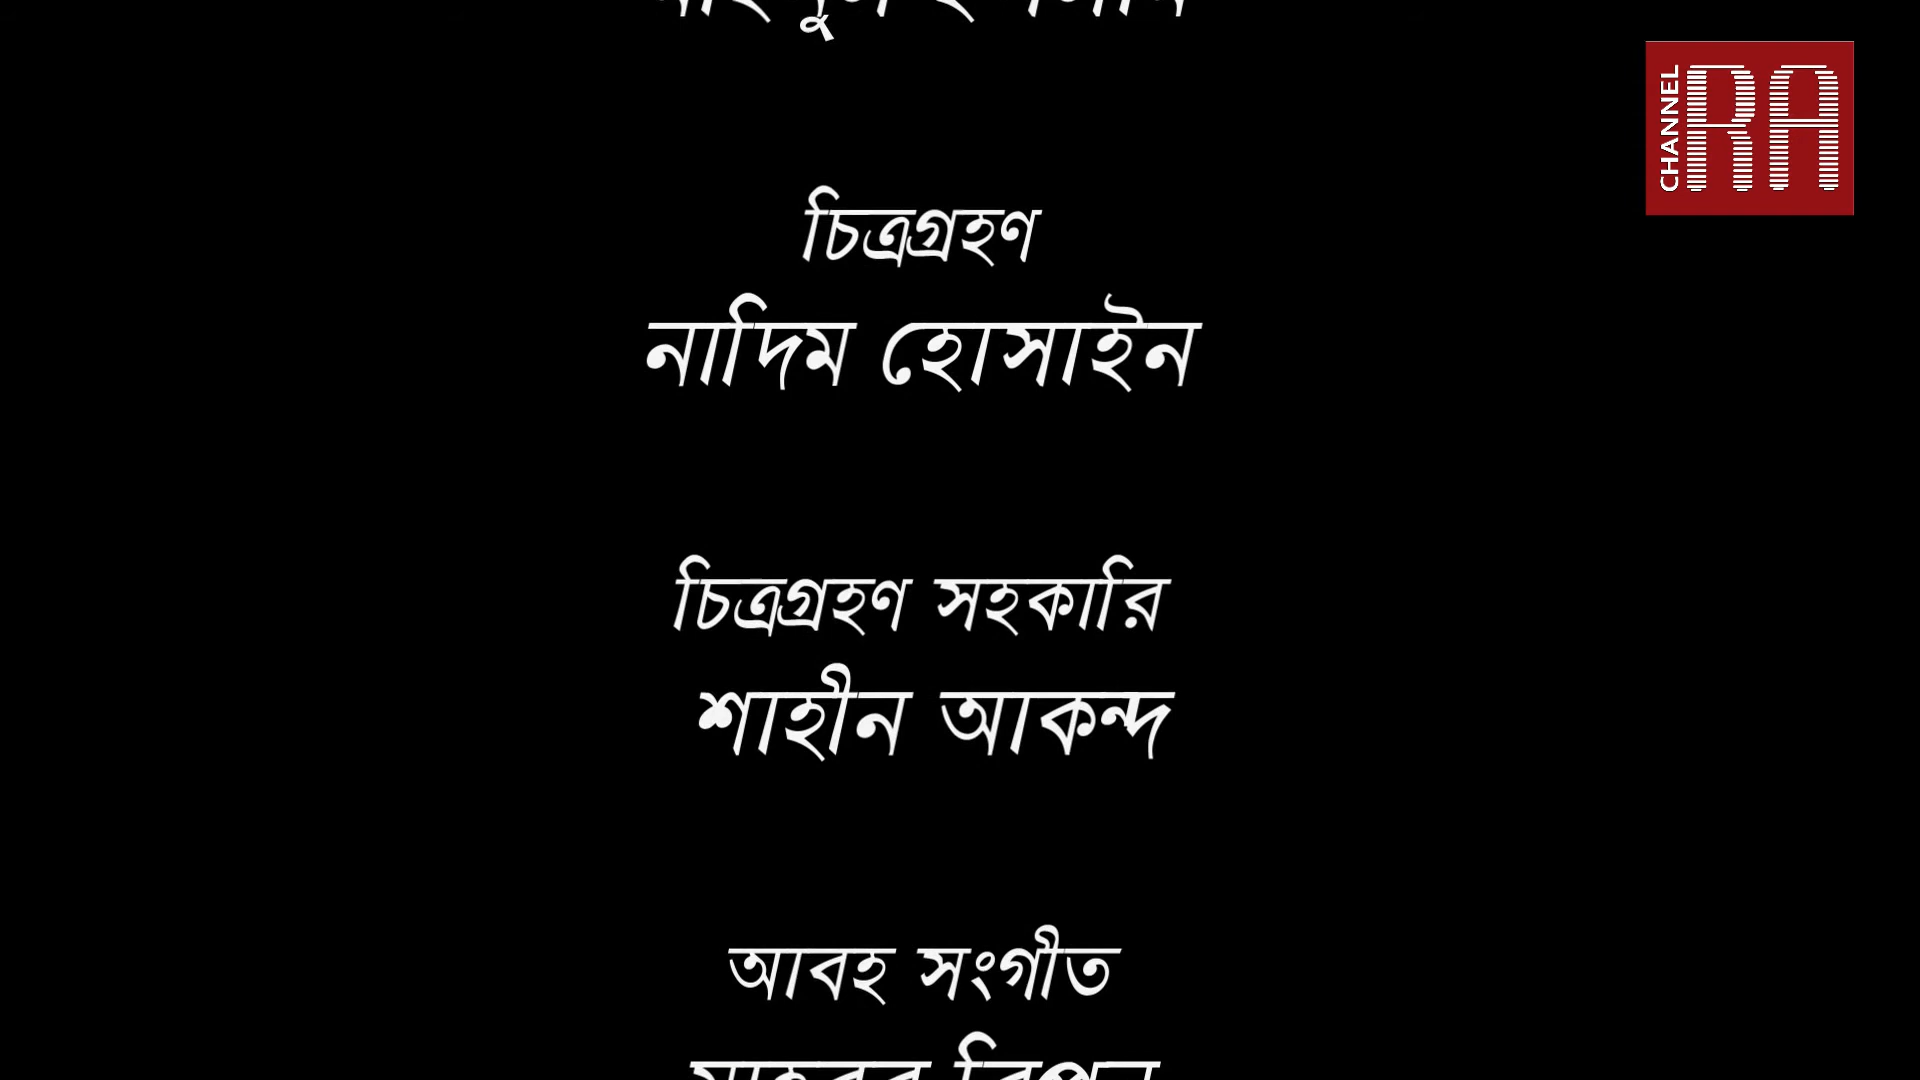 CHANNEL RA
চিত্রগ্রহণ
নাদিম হোসাইন
চিত্রগ্রহণ সহকারি
শাহীন আকন্দ
আবহ সংগীত